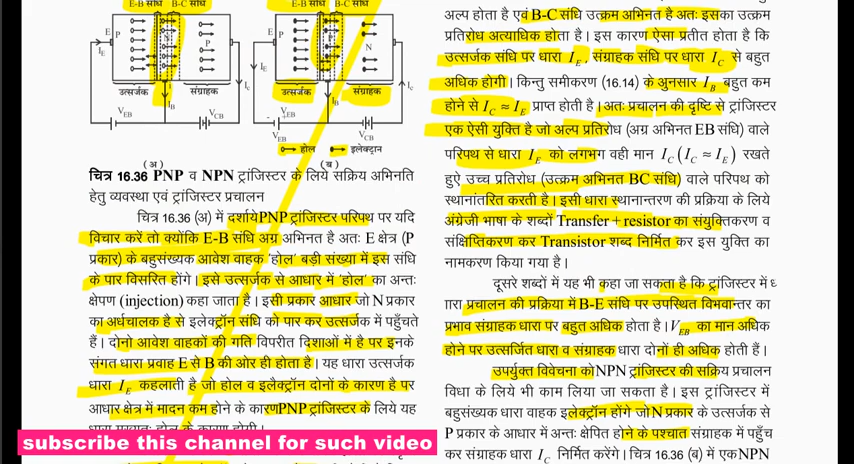 E-B संधि B-C संधि E-B संधि B-C संधि
E P N P
E N P N
I_E I_C I_E I_C
उत्सर्जक संग्राहक उत्सर्जक संग्राहक
I_B I_B
V_EB V_CB V_EB V_CB
V_EB V_CB
होल इलेक्ट्रान
(अ) (ब)
चित्र 16.36 PNP व NPN ट्रांजिस्टर के लिये सक्रिय अभिनति
हेतु व्यवस्था एवं ट्रांजिस्टर प्रचालन
चित्र 16.36 (अ) में दर्शाये PNP ट्रांजिस्टर परिपथ पर यदि
विचार करें तो क्योंकि E-B संधि अग्र अभिनत है अतः E क्षेत्र (P
प्रकार) के बहुसंख्यक आवेश वाहक 'होल' बड़ी संख्या में इस संधि
के पार विसरित होंगे। इसे उत्सर्जक से आधार में 'होल' का अन्तः
क्षेपण (injection) कहा जाता है। इसी प्रकार आधार जो N प्रकार
का अर्धचालक है से इलेक्ट्रॉन संधि को पार कर उत्सर्जक में पहुँचते
हैं। दोनो आवेश वाहकों की गति विपरीत दिशाओं में है पर इनके
संगत धारा प्रवाह E से B की ओर ही होता है। यह धारा उत्सर्जक
धारा I_E कहलाती है जो होल व इलैक्ट्रॉन दोनों के कारण है पर
आधार क्षेत्र में मादन कम होने के कारण PNP ट्रांजिस्टर के लिये यह
subscribe this channel for such video
अल्प होता है एवं B-C संधि उत्क्रम अभिनत है अतः इसका उत्क्रम
प्रतिरोध अत्याधिक होता है। इस कारण ऐसा प्रतीत होता है कि
उत्सर्जक संधि पर धारा I_E, संग्राहक संधि पर धारा I_C से बहुत
अधिक होगी। किन्तु समीकरण (16.14) के अनुसार I_B बहुत कम
होने से I_C ≈ I_E प्राप्त होती है। अतः प्रचालन की दृष्टि से ट्रांजिस्टर
एक ऐसी युक्ति है जो अल्प प्रतिरोध (अग्र अभिनत EB संधि) वाले
परिपथ से धारा I_E को लगभग वही मान I_C (I_C ≈ I_E) रखते
हुऐ उच्च प्रतिरोध (उत्क्रम अभिनत BC संधि) वाले परिपथ को
स्थानांतरित करती है। इसी धारा स्थानान्तरण की प्रक्रिया के लिये
अंग्रेजी भाषा के शब्दों Transfer + resistor का संयुक्तिकरण व
संक्षिप्तिकरण कर Transistor शब्द निर्मित कर इस युक्ति का
नामकरण किया गया है।
दूसरे शब्दों में यह भी कहा जा सकता है कि ट्रांजिस्टर में ध
ारा प्रचालन की प्रक्रिया में B-E संधि पर उपस्थित विभवान्तर का
प्रभाव संग्राहक धारा पर बहुत अधिक होता है। V_EB का मान अधिक
होने पर उत्सर्जित धारा व संग्राहक धारा दोनों ही अधिक होती हैं।
उपर्युक्त विवेचना को NPN ट्रांजिस्टर की सक्रिय प्रचालन
विधा के लिये भी काम लिया जा सकता है। इस ट्रांजिस्टर में
बहुसंख्यक धारा वाहक इलेक्ट्रॉन होंगे जो N प्रकार के उत्सर्जक से
P प्रकार के आधार में अन्तः क्षेपित होने के पश्चात संग्राहक में पहुँच
कर संग्राहक धारा I_C निर्मित करेंगे। चित्र 16.36 (ब) में एक NPN